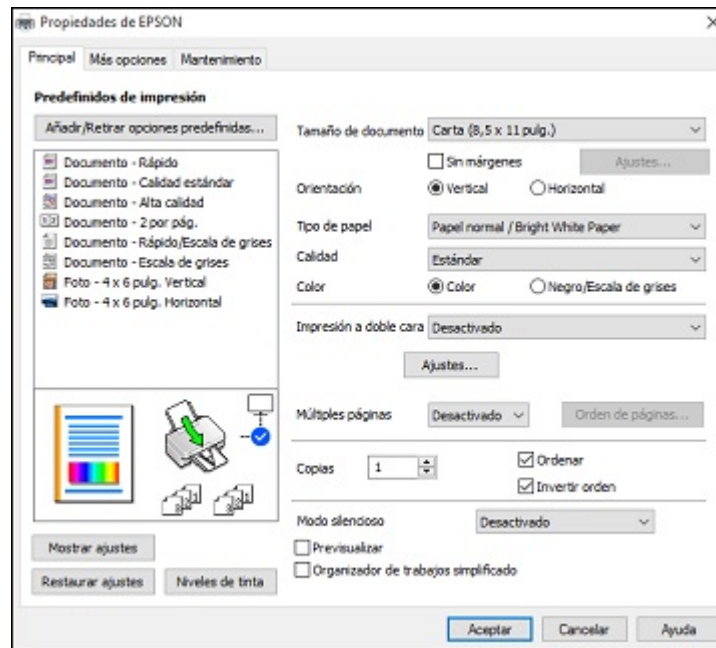 Propiedades de EPSON
Principal Más opciones Mantenimiento
Predefinidos de impresión
Añadir/Retirar opciones predefinidas...
Documento - Rápido
Documento - Calidad estándar
Documento - Alta calidad
Documento - 2 por pág.
Documento - Rápido/Escala de grises
Documento - Escala de grises
Foto - 4 x 6 pulg. Vertical
Foto - 4 x 6 pulg. Horizontal
Mostrar ajustes
Restaurar ajustes Niveles de tinta
Tamaño de documento Carta (8,5 x 11 pulg.)
Sin márgenes Ajustes...
Orientación Vertical Horizontal
Tipo de papel Papel normal / Bright White Paper
Calidad Estándar
Color Color Negro/Escala de grises
Impresión a doble cara Desactivado
Ajustes...
Múltiples páginas Desactivado Orden de páginas...
Copias 1 Ordenar
Invertir orden
Modo silencioso Desactivado
Previsualizar
Organizador de trabajos simplificado
Aceptar Cancelar Ayuda